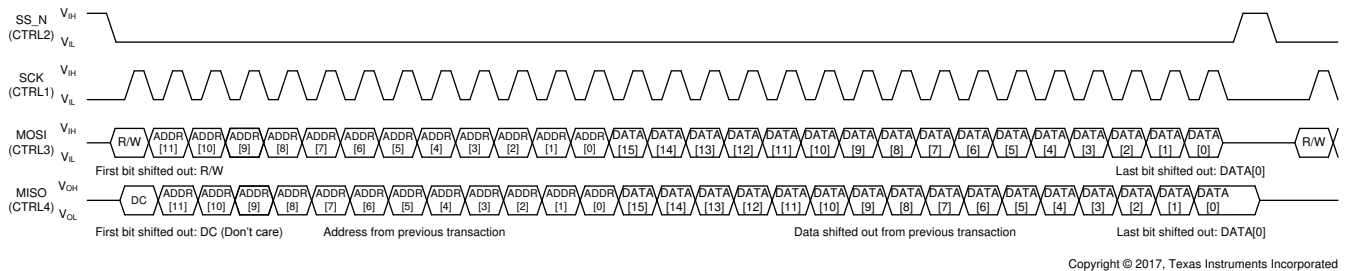 SS_N V_IH
(CTRL2) V_IL
SCK V_IH
(CTRL1) V_IL
MOSI V_IH
(CTRL3) V_IL
R/W ADDR [11] ADDR [10] ADDR [9] ADDR [8] ADDR [7] ADDR [6] ADDR [5] ADDR [4] ADDR [3] ADDR [2] ADDR [1] ADDR [0] DATA [15] DATA [14] DATA [13] DATA [12] DATA [11] DATA [10] DATA [9] DATA [8] DATA [7] DATA [6] DATA [5] DATA [4] DATA [3] DATA [2] DATA [1] DATA [0] R/W
First bit shifted out: R/W Last bit shifted out: DATA[0]
MISO V_OH
(CTRL4) V_OL
DC ADDR [11] ADDR [10] ADDR [9] ADDR [8] ADDR [7] ADDR [6] ADDR [5] ADDR [4] ADDR [3] ADDR [2] ADDR [1] ADDR [0] DATA [15] DATA [14] DATA [13] DATA [12] DATA [11] DATA [10] DATA [9] DATA [8] DATA [7] DATA [6] DATA [5] DATA [4] DATA [3] DATA [2] DATA [1] DATA [0]
First bit shifted out: DC (Don't care) Address from previous transaction Data shifted out from previous transaction Last bit shifted out: DATA[0]
Copyright © 2017, Texas Instruments Incorporated